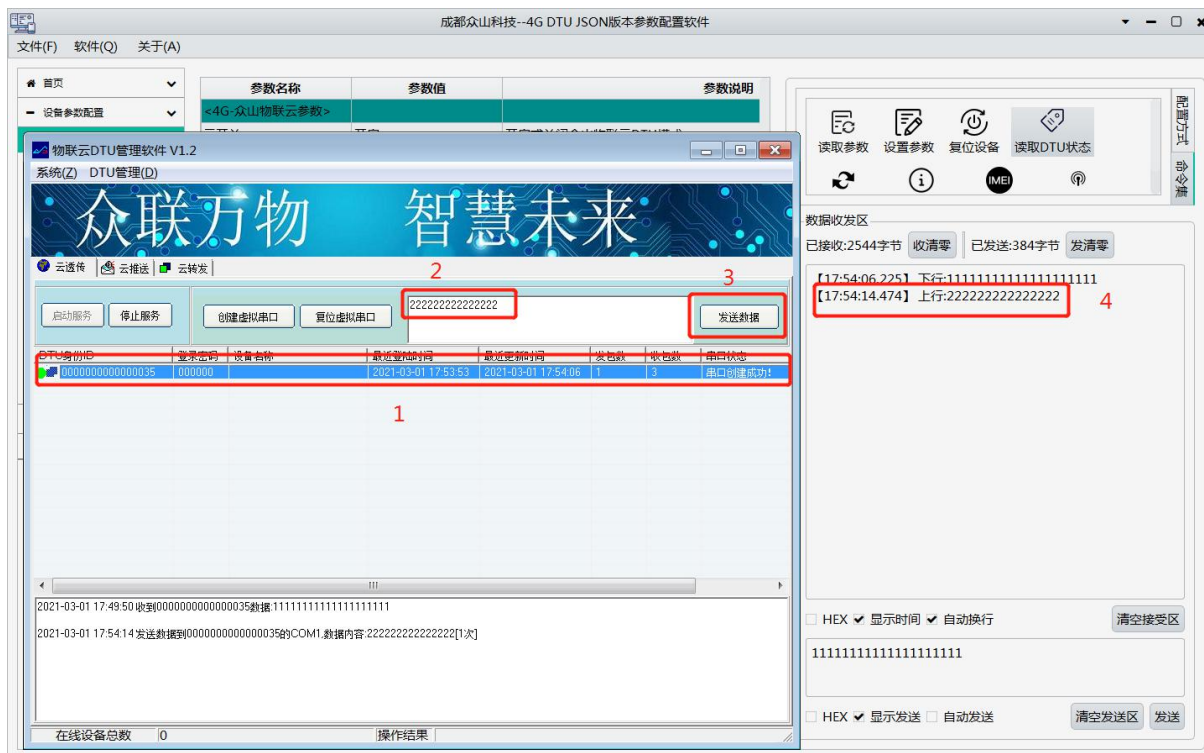 成都众山科技--4G DTU JSON版本参数配置软件
文件(F) 软件(Q) 关于(A)
首页
设备参数配置
参数名称 参数值 参数说明
<4G-众山物联云参数>
物联云DTU管理软件 V1.2
系统(Z) DTU管理(D)
众联万物 智慧未来
云透传 云推送 云转发
2
3
启动服务 停止服务 创建虚拟串口 复位虚拟串口 222222222222222 发送数据
DTU身份ID 登录密码 设备名称 最近登陆时间 最近更新时间 发包数 收包数 串口状态
0000000000000035 000000 2021-03-01 17:53:53 2021-03-01 17:54:06 1 3 串口创建成功!
1
2021-03-01 17:49:50 收到0000000000000035数据:11111111111111111111
2021-03-01 17:54:14 发送数据到0000000000000035的COM1,数据内容:222222222222222[1次]
在线设备总数 0 操作结果
读取参数 设置参数 复位设备 读取DTU状态
IMEI
配置方式
命令集
数据收发区
已接收:2544字节 收清零 已发送:384字节 发清零
【17:54:06.225】下行:11111111111111111111
【17:54:14.474】上行:222222222222222
4
HEX 显示时间 自动换行 清空接受区
11111111111111111111
HEX 显示发送 自动发送 清空发送区 发送